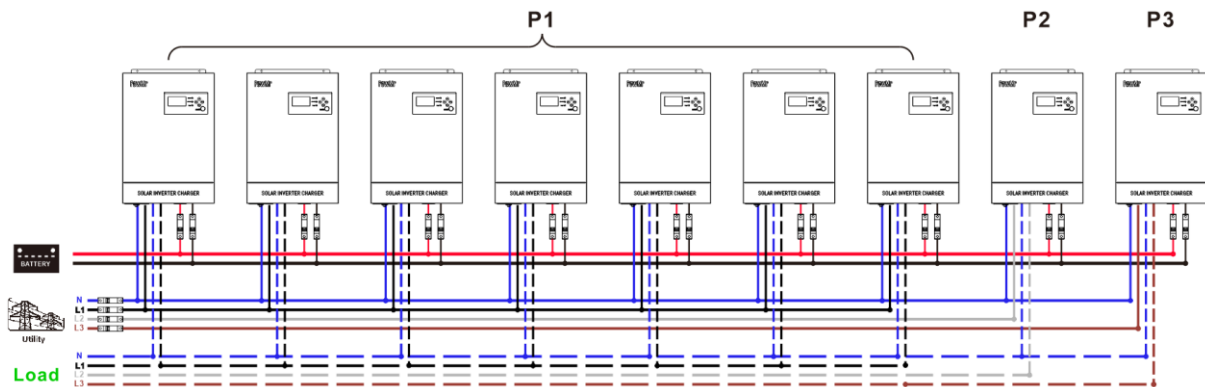 P1 P2 P3
SOLAR INVERTER CHARGER SOLAR INVERTER CHARGER SOLAR INVERTER CHARGER SOLAR INVERTER CHARGER SOLAR INVERTER CHARGER SOLAR INVERTER CHARGER SOLAR INVERTER CHARGER SOLAR INVERTER CHARGER SOLAR INVERTER CHARGER
BATTERY
N
L1
L2
L3
Utility
N
L1
L2
L3
Load